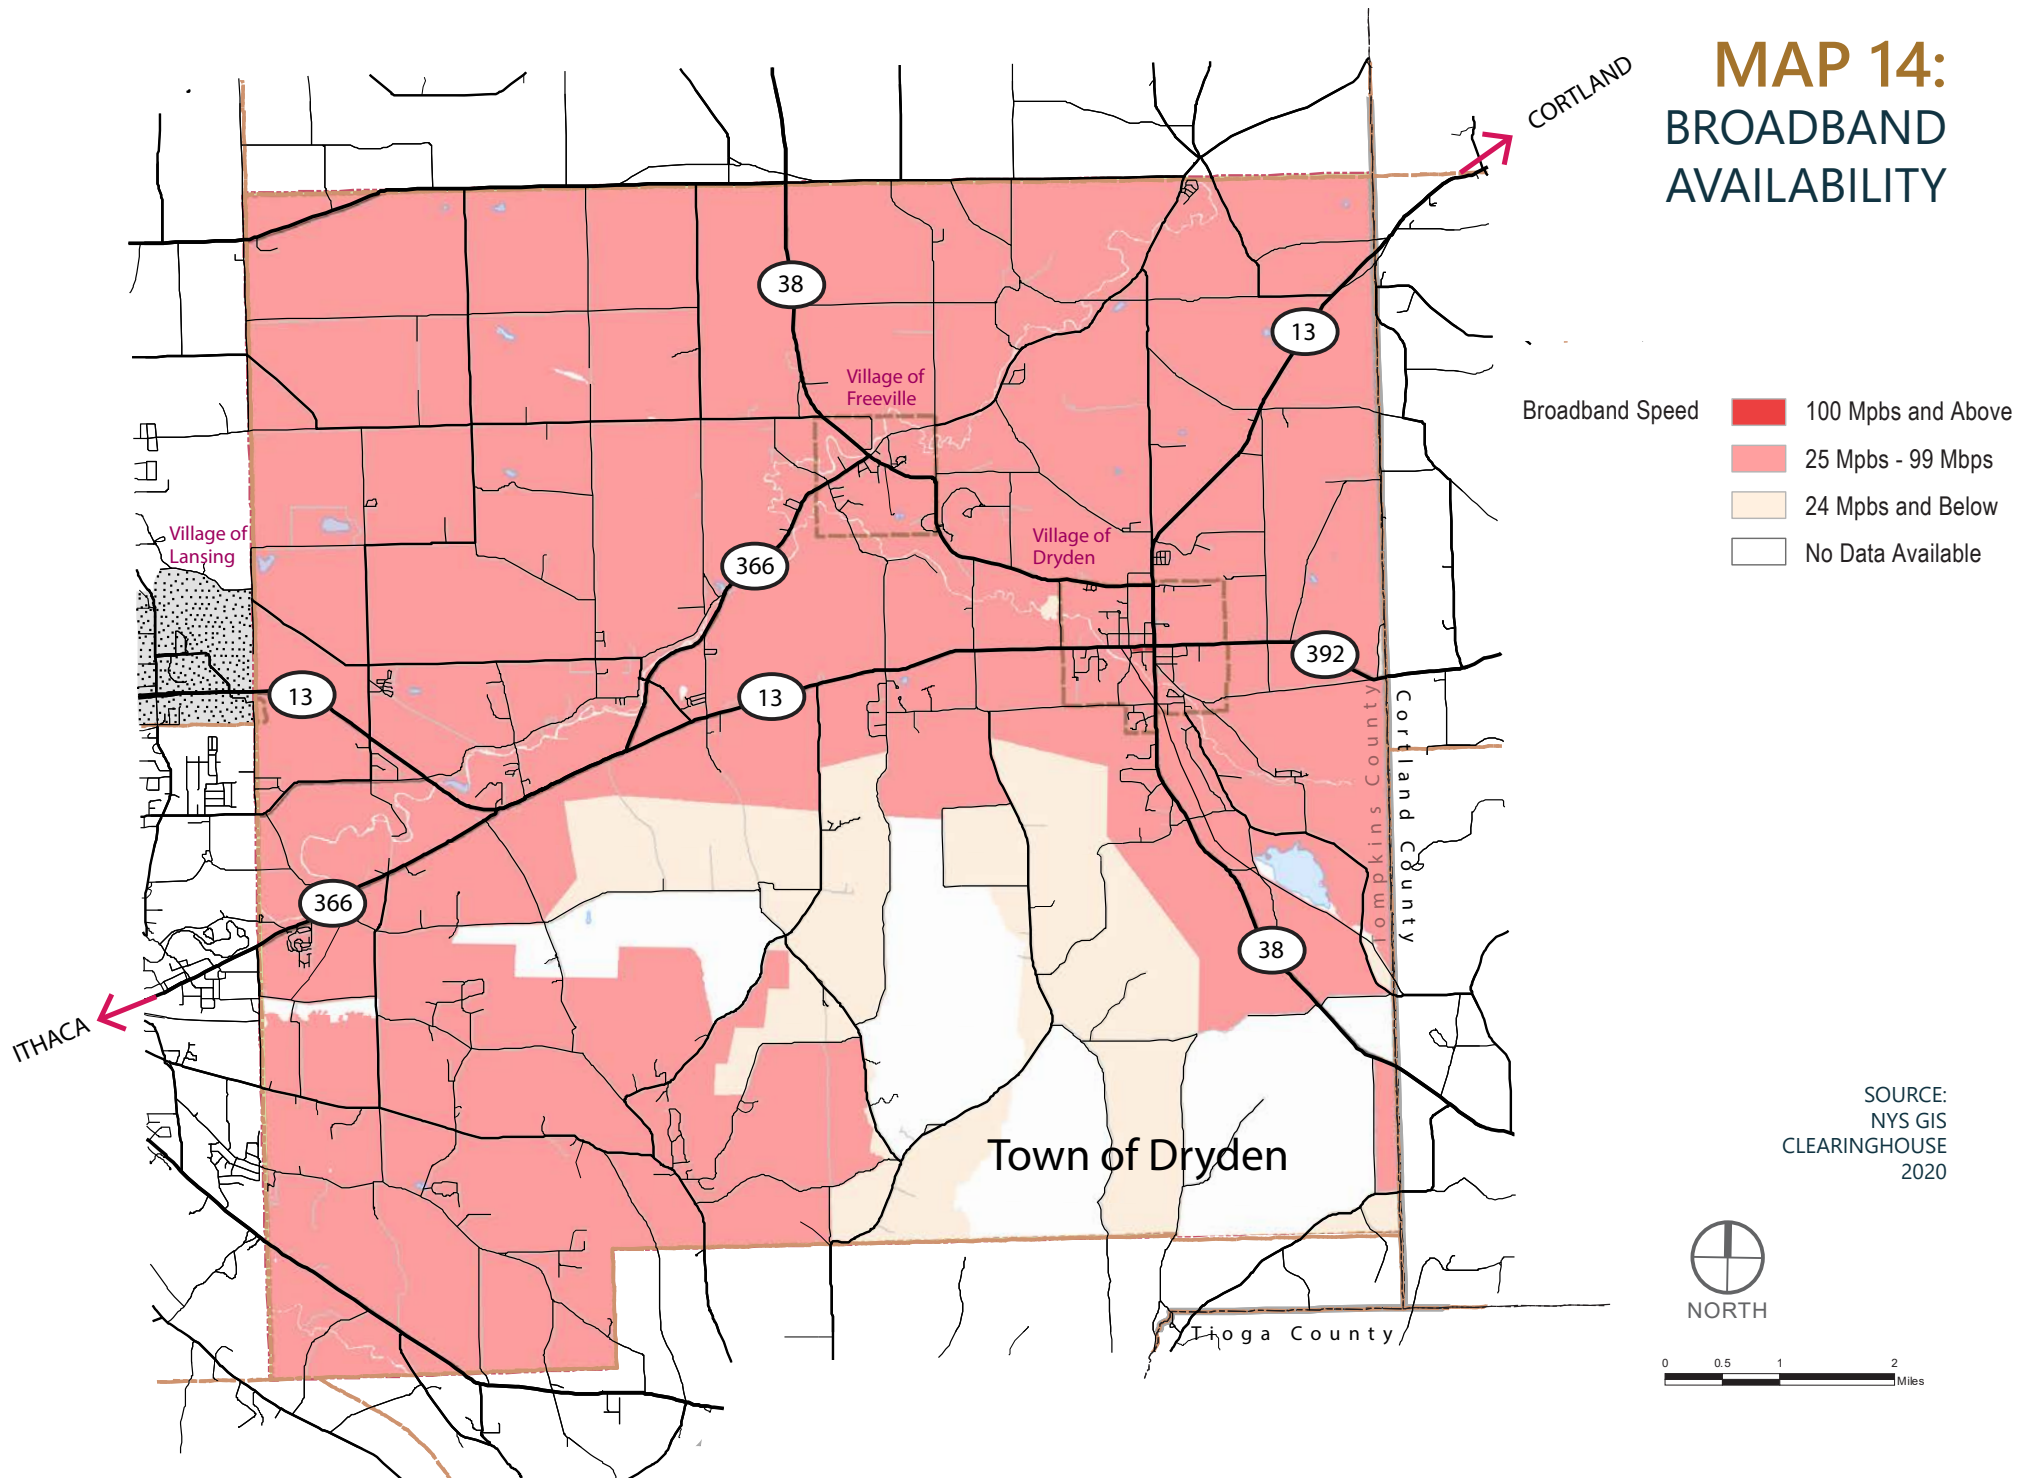 MAP 14:
BROADBAND
AVAILABILITY
CORTLAND
38
13
Village of
Freeville
Broadband Speed
100 Mpbs and Above
25 Mpbs - 99 Mbps
24 Mpbs and Below
No Data Available
Village of
Lansing
Village of
Dryden
366
392
13
13
Tompkins County
Cortland County
366
38
ITHACA
Town of Dryden
SOURCE:
NYS GIS
CLEARINGHOUSE
2020
NORTH
Tioga County
0 0.5 1 2
Miles